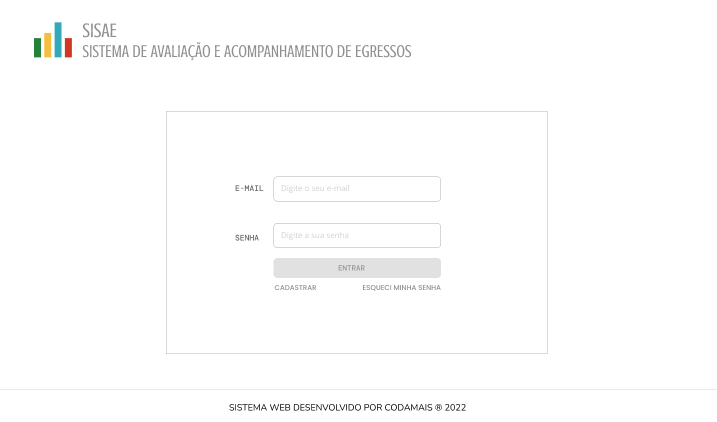 SISAE
SISTEMA DE AVALIAÇÃO E ACOMPANHAMENTO DE EGRESSOS
E-MAIL
Digite o seu e-mail
SENHA
Digite a sua senha
ENTRAR
CADASTRAR
ESQUECI MINHA SENHA
SISTEMA WEB DESENVOLVIDO POR CODAMAIS ® 2022